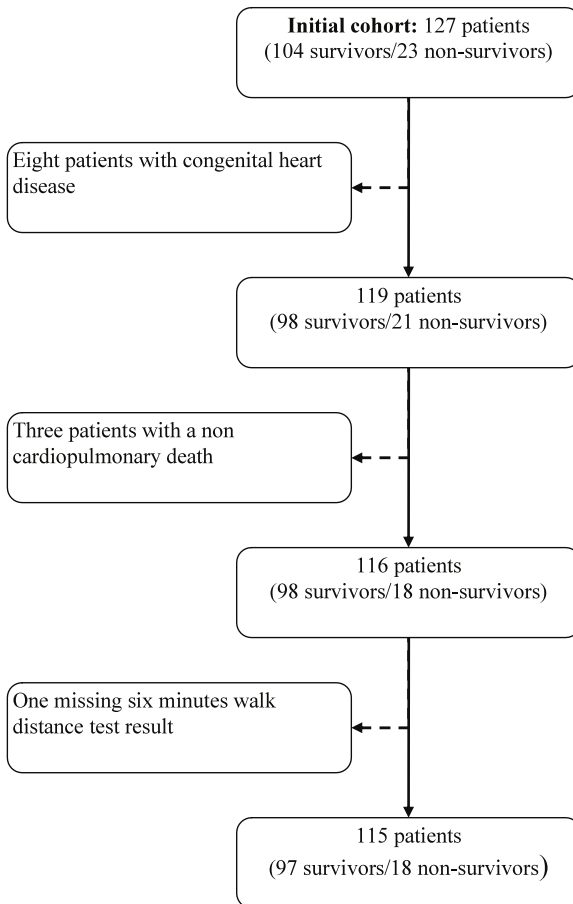 Initial cohort: 127 patients
(104 survivors/23 non-survivors)
Eight patients with congenital heart
disease
119 patients
(98 survivors/21 non-survivors)
Three patients with a non
cardiopulmonary death
116 patients
(98 survivors/18 non-survivors)
One missing six minutes walk
distance test result
115 patients
(97 survivors/18 non-survivors)